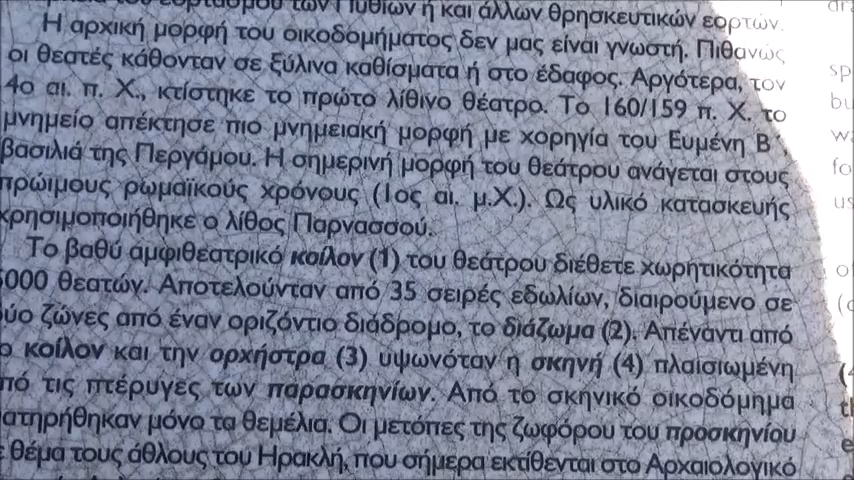 εορτασμού των Πυθίων ή και άλλων θρησκευτικών εορτών.
Η αρχική μορφή του οικοδομήματος δεν μας είναι γνωστή. Πιθανώς
οι θεατές κάθονταν σε ξύλινα καθίσματα ή στο έδαφος. Αργότερα, τον
4ο αι. π. Χ., κτίστηκε το πρώτο λίθινο θέατρο. Το 160/159 π. Χ. το
μνημείο απέκτησε πιο μνημειακή μορφή με χορηγία του Ευμένη Β΄,
βασιλιά της Περγάμου. Η σημερινή μορφή του θεάτρου ανάγεται στους
πρώιμους ρωμαϊκούς χρόνους (1ος αι. μ.Χ.). Ως υλικό κατασκευής
χρησιμοποιήθηκε ο λίθος Παρνασσού.
Το βαθύ αμφιθεατρικό κοίλον (1) του θεάτρου διέθετε χωρητικότητα
5000 θεατών. Αποτελούνταν από 35 σειρές εδωλίων, διαιρούμενο σε
δύο ζώνες από έναν οριζόντιο διάδρομο, το διάζωμα (2). Απέναντι από
ο κοίλον και την ορχήστρα (3) υψωνόταν η σκηνή (4) πλαισιωμένη
πό τις πτέρυγες των παρασκηνίων. Από το σκηνικό οικοδόμημα
ατηρήθηκαν μόνο τα θεμέλια. Οι μετόπες της ζωφόρου του προσκηνίου
ε θέμα τους άθλους του Ηρακλή, που σήμερα εκτίθενται στο Αρχαιολογικό